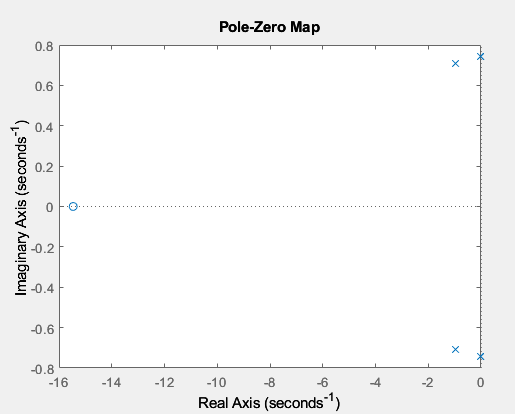 Pole-Zero Map
0.8
0.6
0.4
0.2
0
-0.2
-0.4
-0.6
-0.8
Imaginary Axis (seconds⁻¹)
-16 -14 -12 -10 -8 -6 -4 -2 0
Real Axis (seconds⁻¹)